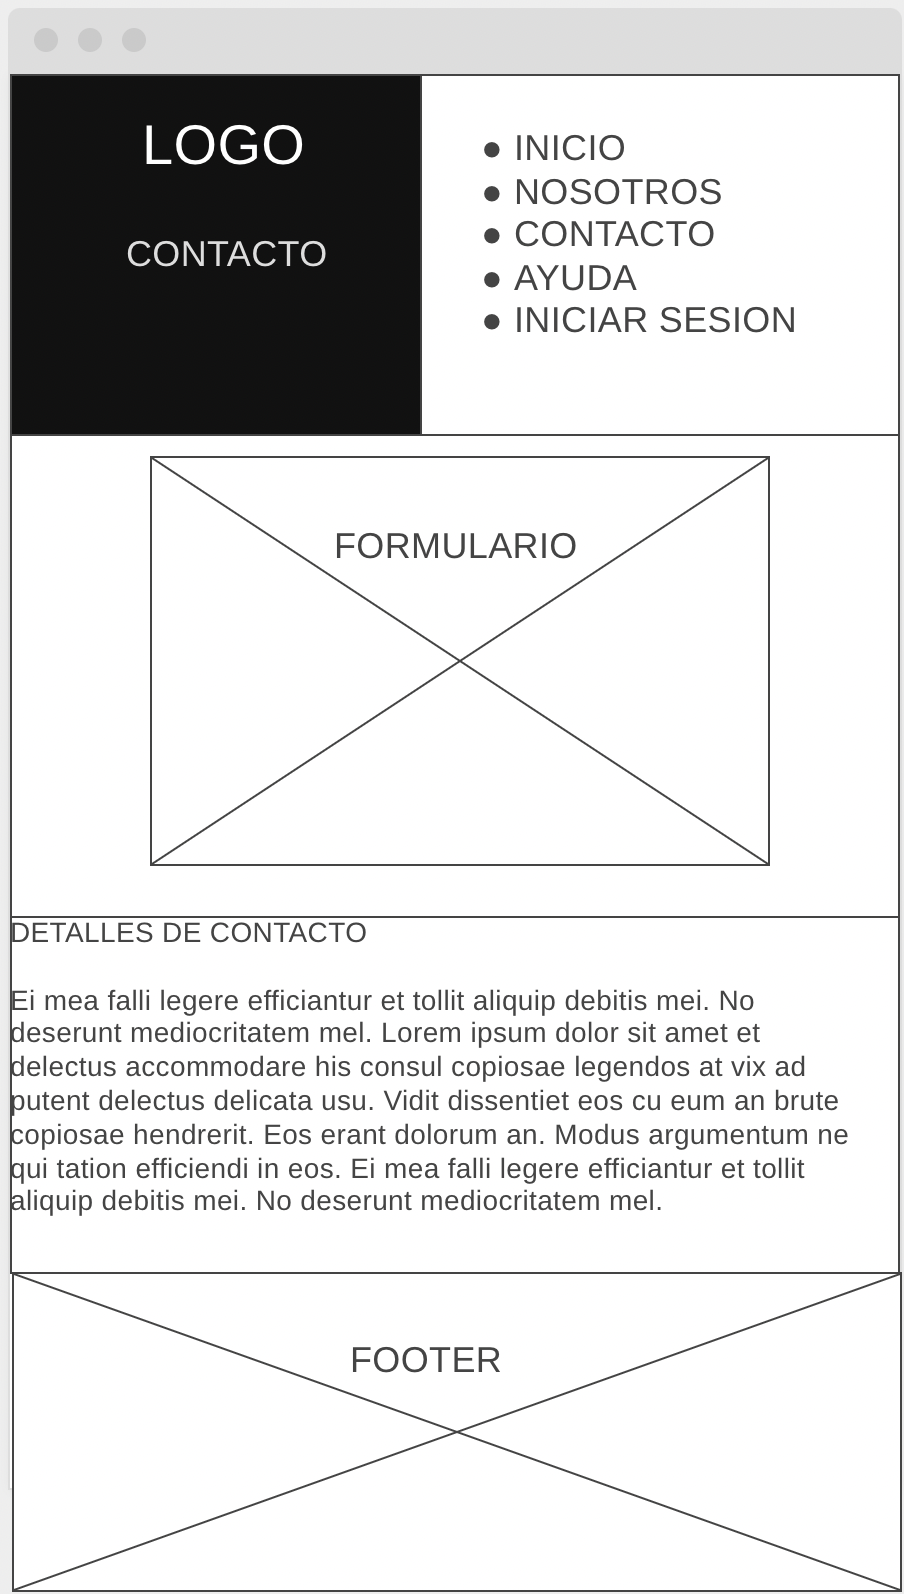 LOGO
CONTACTO
● INICIO
● NOSOTROS
● CONTACTO
● AYUDA
● INICIAR SESION
FORMULARIO
DETALLES DE CONTACTO
Ei mea falli legere efficiantur et tollit aliquip debitis mei. No
deserunt mediocritatem mel. Lorem ipsum dolor sit amet et
delectus accommodare his consul copiosae legendos at vix ad
putent delectus delicata usu. Vidit dissentiet eos cu eum an brute
copiosae hendrerit. Eos erant dolorum an. Modus argumentum ne
qui tation efficiendi in eos. Ei mea falli legere efficiantur et tollit
aliquip debitis mei. No deserunt mediocritatem mel.
FOOTER